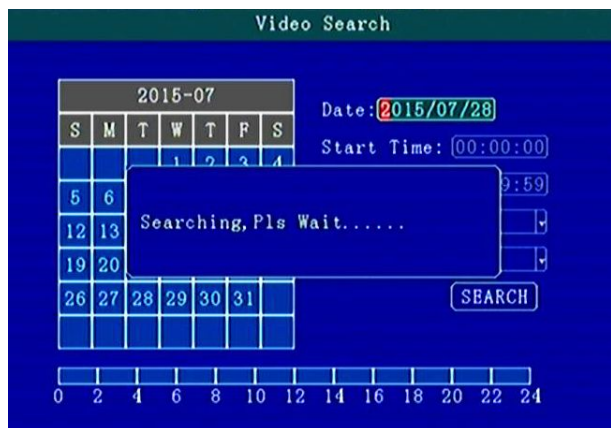 Video Search
2015-07
S M T W T F S
1 2 3 4
5 6
12 13
19 20
26 27 28 29 30 31
Date:2015/07/28
Start Time: 00:00:00
9:59
Searching,Pls Wait......
SEARCH
0 2 4 6 8 10 12 14 16 18 20 22 24